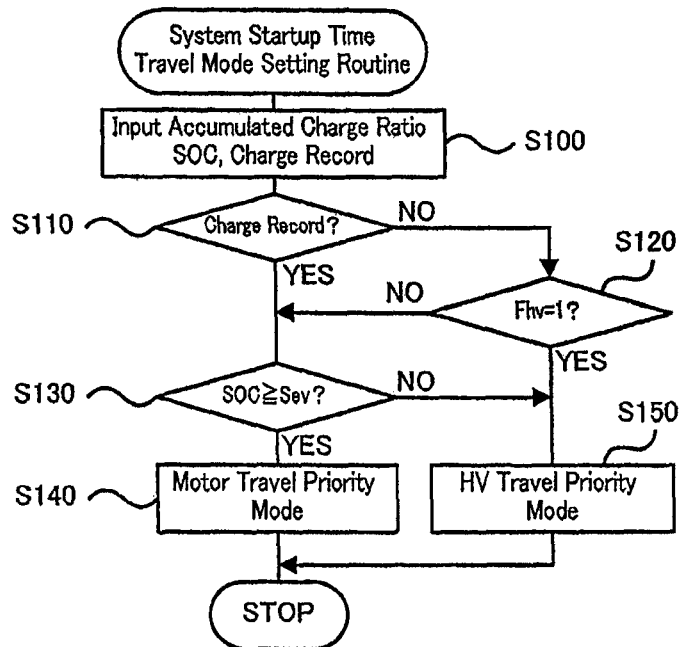 System Startup Time
Travel Mode Setting Routine
Input Accumulated Charge Ratio
SOC, Charge Record
S100
S110
Charge Record?
NO
YES
S120
NO
Fhv=1?
YES
S130
SOC≧Sev?
NO
YES
S150
S140
Motor Travel Priority
Mode
HV Travel Priority
Mode
STOP